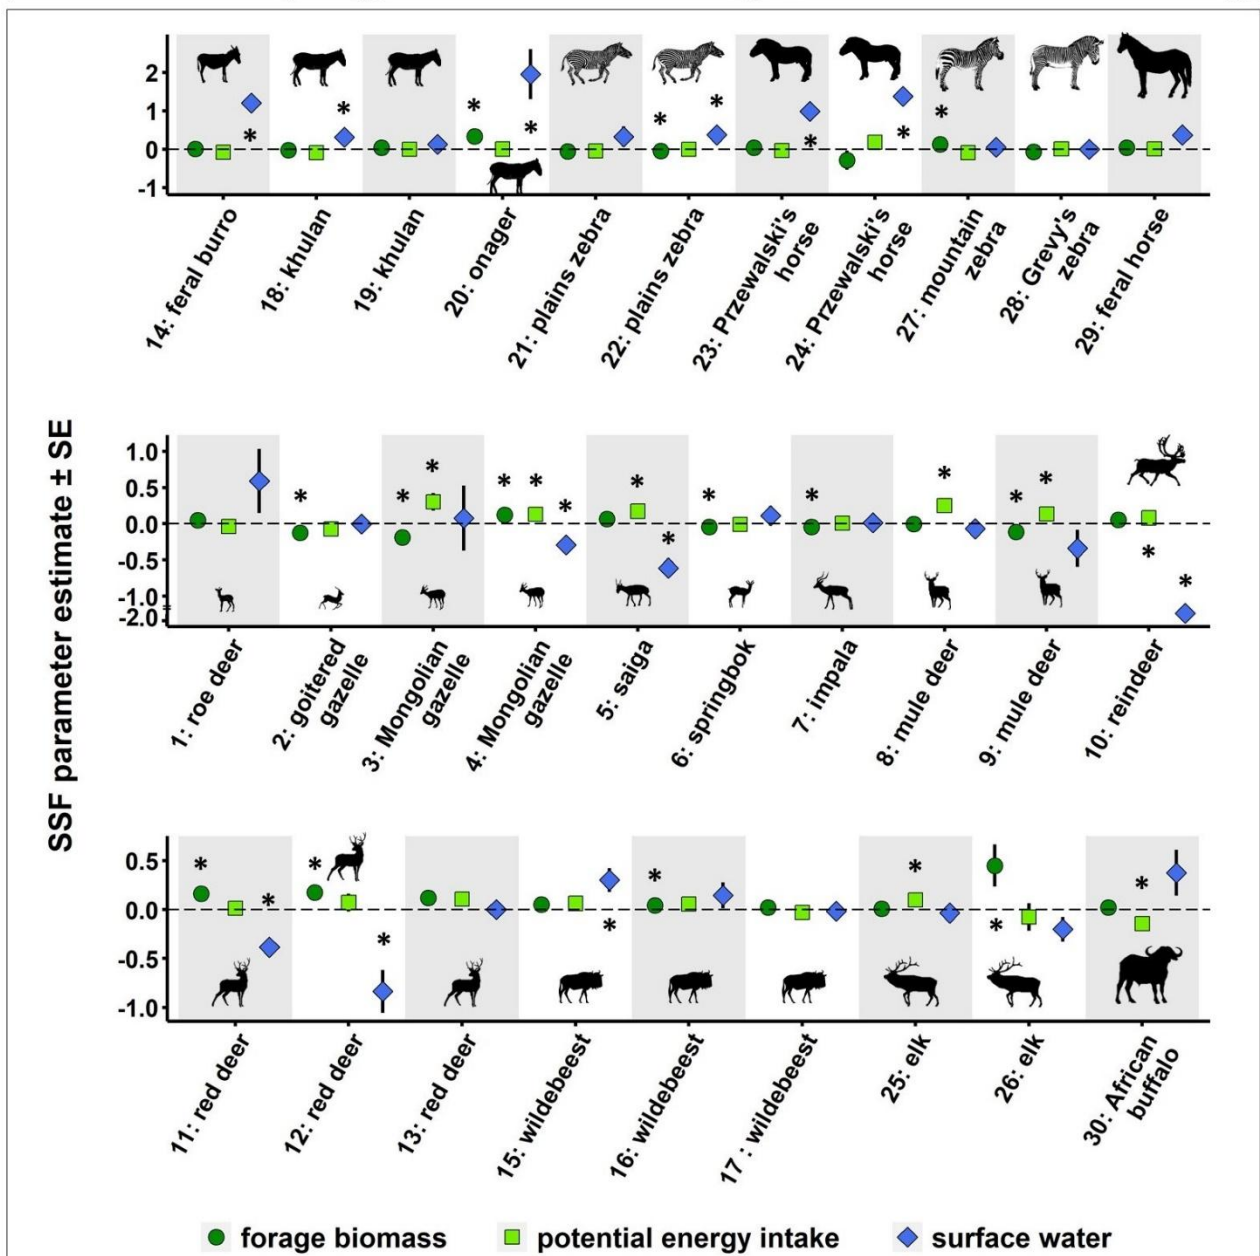 2
1
0
-1
* * * * * * * * * *
14: feral burro
18: khulan
19: khulan
20: onager
21: plains zebra
22: plains zebra
23: Przewalski's
horse
24: Przewalski's
horse
27: mountain
zebra
28: Grevy's
zebra
29: feral horse
SSF parameter estimate ± SE
1.0
0.5
0.0
-0.5
-1.0
-2.0
* * * * * * * * * * * * * * *
1: roe deer
2: goitered
gazelle
3: Mongolian
gazelle
4: Mongolian
gazelle
5: saiga
6: springbok
7: impala
8: mule deer
9: mule deer
10: reindeer
0.5
0.0
-0.5
-1.0
* * * * * * * * *
11: red deer
12: red deer
13: red deer
15: wildebeest
16: wildebeest
17 : wildebeest
25: elk
26: elk
30: African
buffalo
forage biomass potential energy intake surface water